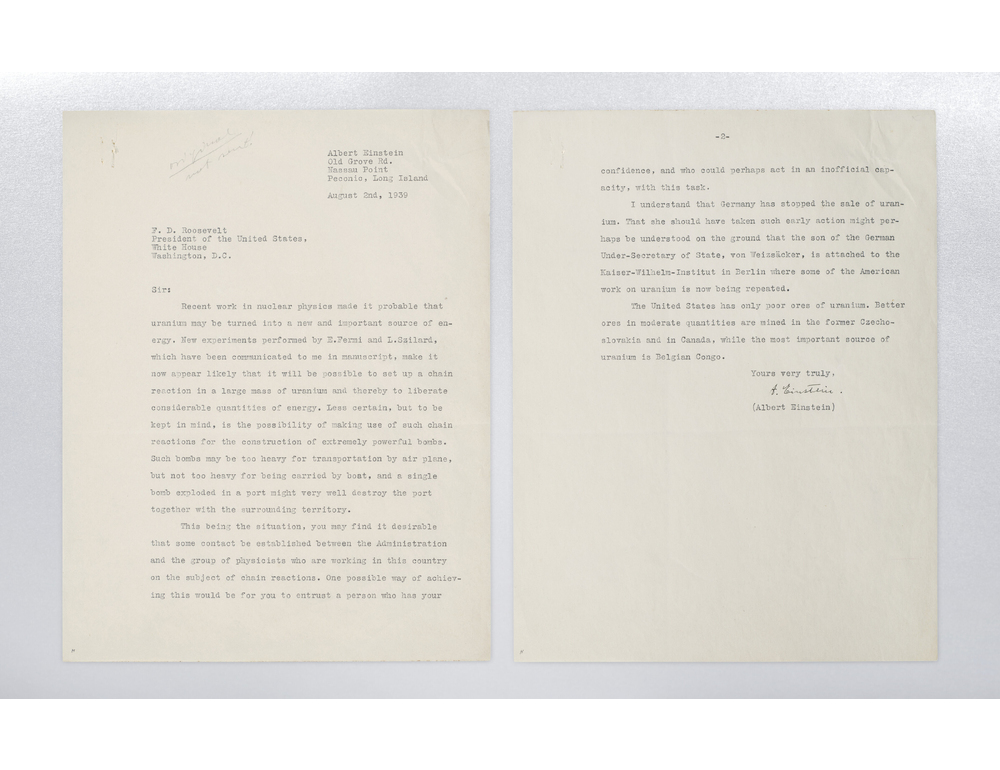 original
not sent!
Albert Einstein
Old Grove Rd.
Nassau Point
Peconic, Long Island
August 2nd, 1939
F. D. Roosevelt
President of the United States,
White House
Washington, D.C.
Sir:
Recent work in nuclear physics made it probable that
uranium may be turned into a new and important source of en-
ergy. New experiments performed by E.Fermi and L.Szilard,
which have been communicated to me in manuscript, make it
now appear likely that it will be possible to set up a chain
reaction in a large mass of uranium and thereby to liberate
considerable quantities of energy. Less certain, but to be
kept in mind, is the possibility of making use of such chain
reactions for the construction of extremely powerful bombs.
Such bombs may be too heavy for transportation by air plane,
but not too heavy for being carried by boat, and a single
bomb exploded in a port might very well destroy the port
together with the surrounding territory.
This being the situation, you may find it desirable
that some contact be established between the Administration
and the group of physicists who are working in this country
on the subject of chain reactions. One possible way of achiev-
ing this would be for you to entrust a person who has your
-2-
confidence, and who could perhaps act in an inofficial cap-
acity, with this task.
I understand that Germany has stopped the sale of uran-
ium. That she should have taken such early action might per-
haps be understood on the ground that the son of the German
Under-Secretary of State, von Weizsäcker, is attached to the
Kaiser-Wilhelm-Institut in Berlin where some of the American
work on uranium is now being repeated.
The United States has only poor ores of uranium. Better
ores in moderate quantities are mined in the former Czecho-
slovakia and in Canada, while the most important source of
uranium is Belgian Congo.
Yours very truly,
A. Einstein.
(Albert Einstein)